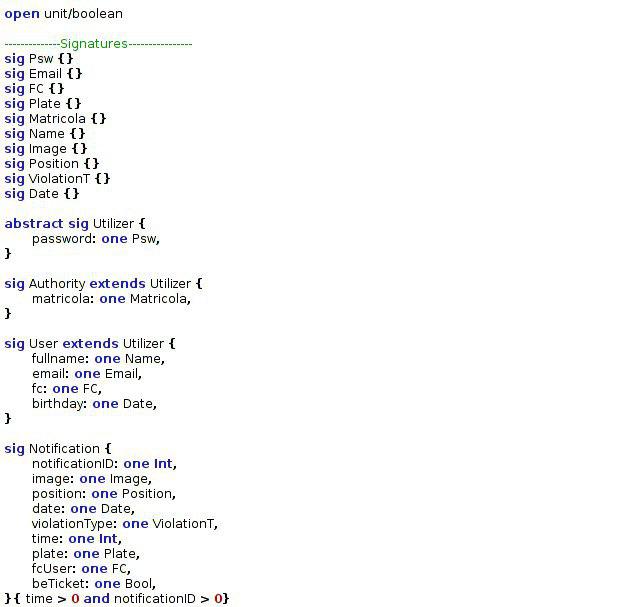 open unit/boolean
--------------Signatures----------------
sig Psw {}
sig Email {}
sig FC {}
sig Plate {}
sig Matricola {}
sig Name {}
sig Image {}
sig Position {}
sig ViolationT {}
sig Date {}
abstract sig Utilizer {
password: one Psw,
}
sig Authority extends Utilizer {
matricola: one Matricola,
}
sig User extends Utilizer {
fullname: one Name,
email: one Email,
fc: one FC,
birthday: one Date,
}
sig Notification {
notificationID: one Int,
image: one Image,
position: one Position,
date: one Date,
violationType: one ViolationT,
time: one Int,
plate: one Plate,
fcUser: one FC,
beTicket: one Bool,
}{ time > 0 and notificationID > 0}